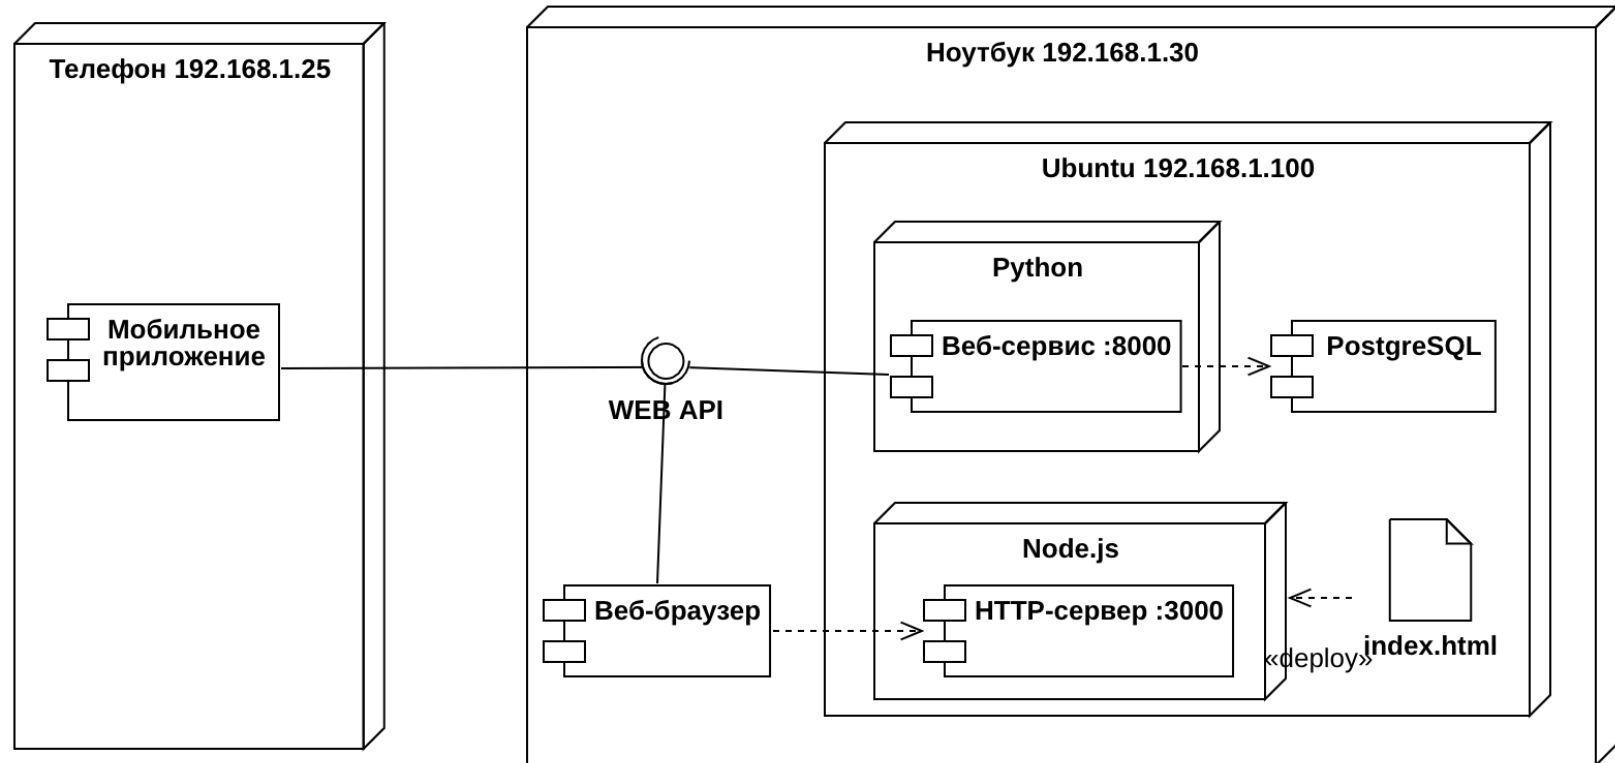 Телефон 192.168.1.25
Ноутбук 192.168.1.30
Ubuntu 192.168.1.100
Python
Мобильное
приложение
Веб-сервис :8000
PostgreSQL
WEB API
Node.js
Веб-браузер
HTTP-сервер :3000
«deploy»
index.html